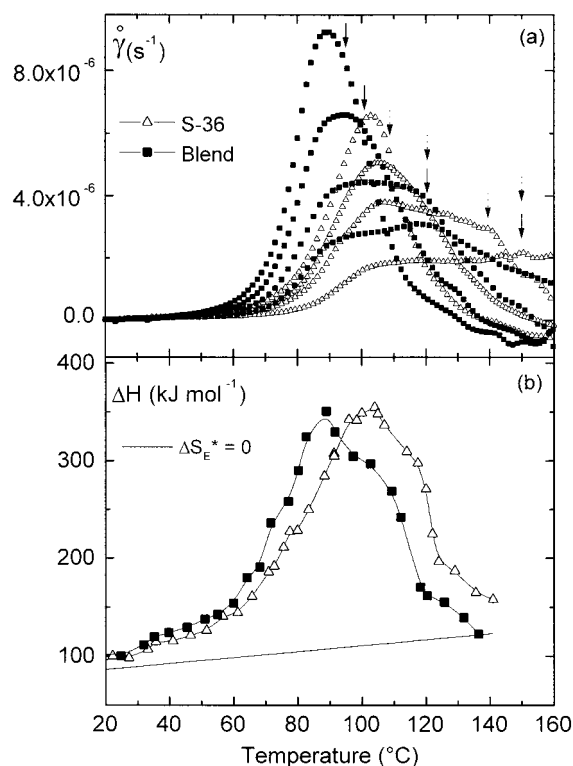 γ° (s⁻¹)
(a)
8.0x10⁻⁶
S-36
Blend
4.0x10⁻⁶
0.0
400
ΔH (kJ mol⁻¹)
(b)
ΔS_E* = 0
300
200
100
20 40 60 80 100 120 140 160
Temperature (°C)